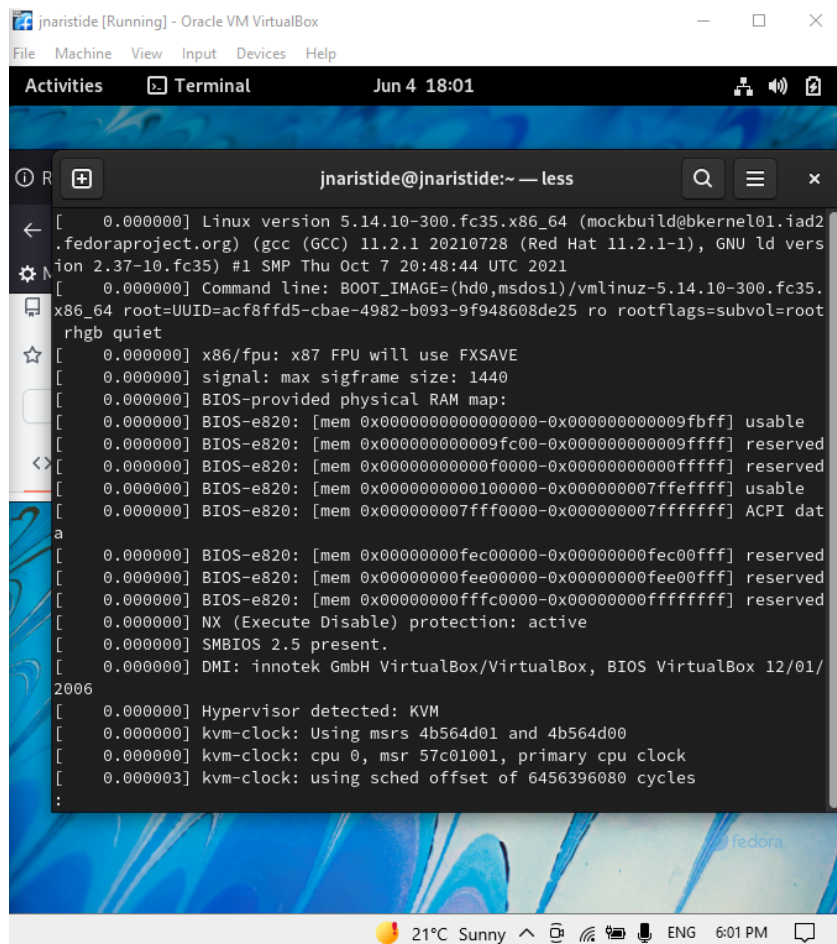 jnaristide [Running] - Oracle VM VirtualBox
File Machine View Input Devices Help
Activities Terminal Jun 4 18:01
R
jnaristide@jnaristide:~ — less
[    0.000000] Linux version 5.14.10-300.fc35.x86_64 (mockbuild@bkernel01.iad2
.fedoraproject.org) (gcc (GCC) 11.2.1 20210728 (Red Hat 11.2.1-1), GNU ld vers
ion 2.37-10.fc35) #1 SMP Thu Oct 7 20:48:44 UTC 2021
[    0.000000] Command line: BOOT_IMAGE=(hd0,msdos1)/vmlinuz-5.14.10-300.fc35.
x86_64 root=UUID=acf8ffd5-cbae-4982-b093-9f948608de25 ro rootflags=subvol=root
 rhgb quiet
[    0.000000] x86/fpu: x87 FPU will use FXSAVE
[    0.000000] signal: max sigframe size: 1440
[    0.000000] BIOS-provided physical RAM map:
[    0.000000] BIOS-e820: [mem 0x0000000000000000-0x000000000009fbff] usable
[    0.000000] BIOS-e820: [mem 0x000000000009fc00-0x000000000009ffff] reserved
[    0.000000] BIOS-e820: [mem 0x00000000000f0000-0x00000000000fffff] reserved
[    0.000000] BIOS-e820: [mem 0x0000000000100000-0x000000007ffeffff] usable
[    0.000000] BIOS-e820: [mem 0x000000007fff0000-0x000000007fffffff] ACPI dat
a
[    0.000000] BIOS-e820: [mem 0x00000000fec00000-0x00000000fec00fff] reserved
[    0.000000] BIOS-e820: [mem 0x00000000fee00000-0x00000000fee00fff] reserved
[    0.000000] BIOS-e820: [mem 0x00000000fffc0000-0x00000000ffffffff] reserved
[    0.000000] NX (Execute Disable) protection: active
[    0.000000] SMBIOS 2.5 present.
[    0.000000] DMI: innotek GmbH VirtualBox/VirtualBox, BIOS VirtualBox 12/01/
2006
[    0.000000] Hypervisor detected: KVM
[    0.000000] kvm-clock: Using msrs 4b564d01 and 4b564d00
[    0.000000] kvm-clock: cpu 0, msr 57c01001, primary cpu clock
[    0.000003] kvm-clock: using sched offset of 6456396080 cycles
:
fedora
21°C Sunny ENG 6:01 PM